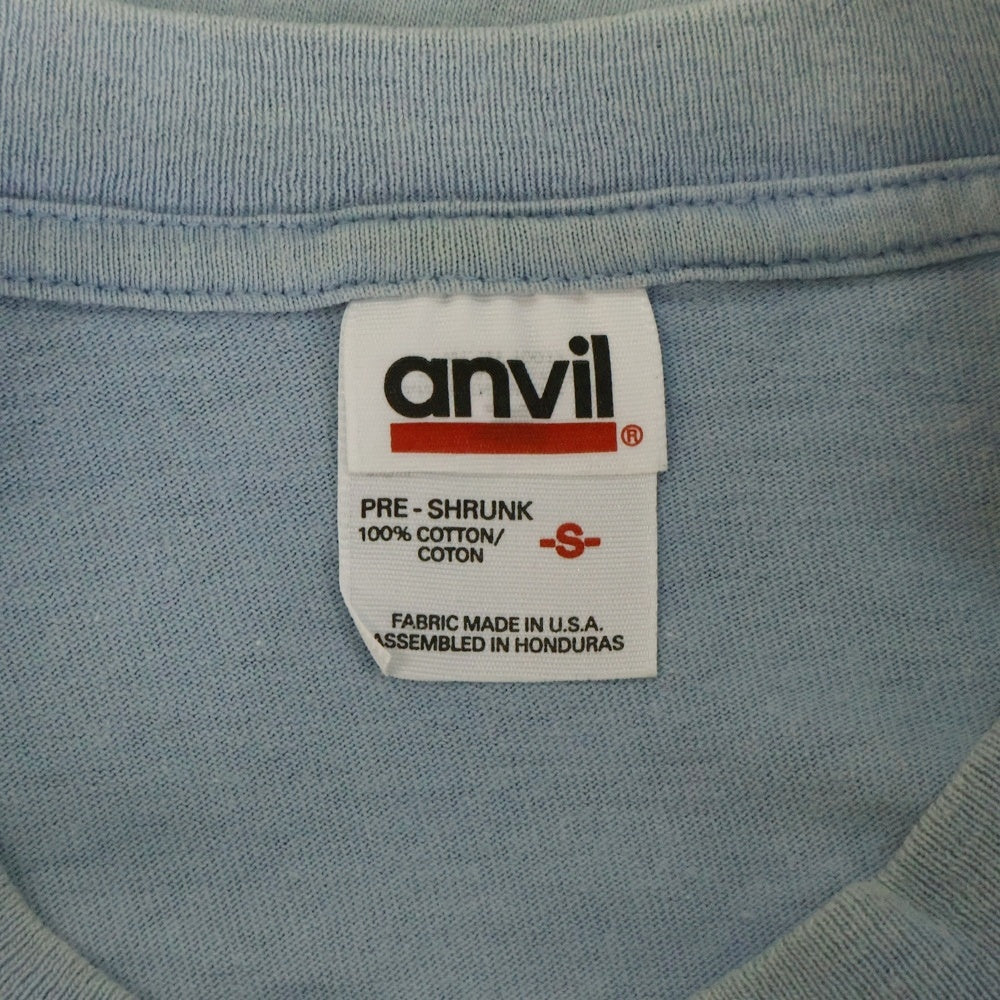 anvil®
PRE - SHRUNK
100% COTTON/
COTON
-S-
FABRIC MADE IN U.S.A.
ASSEMBLED IN HONDURAS